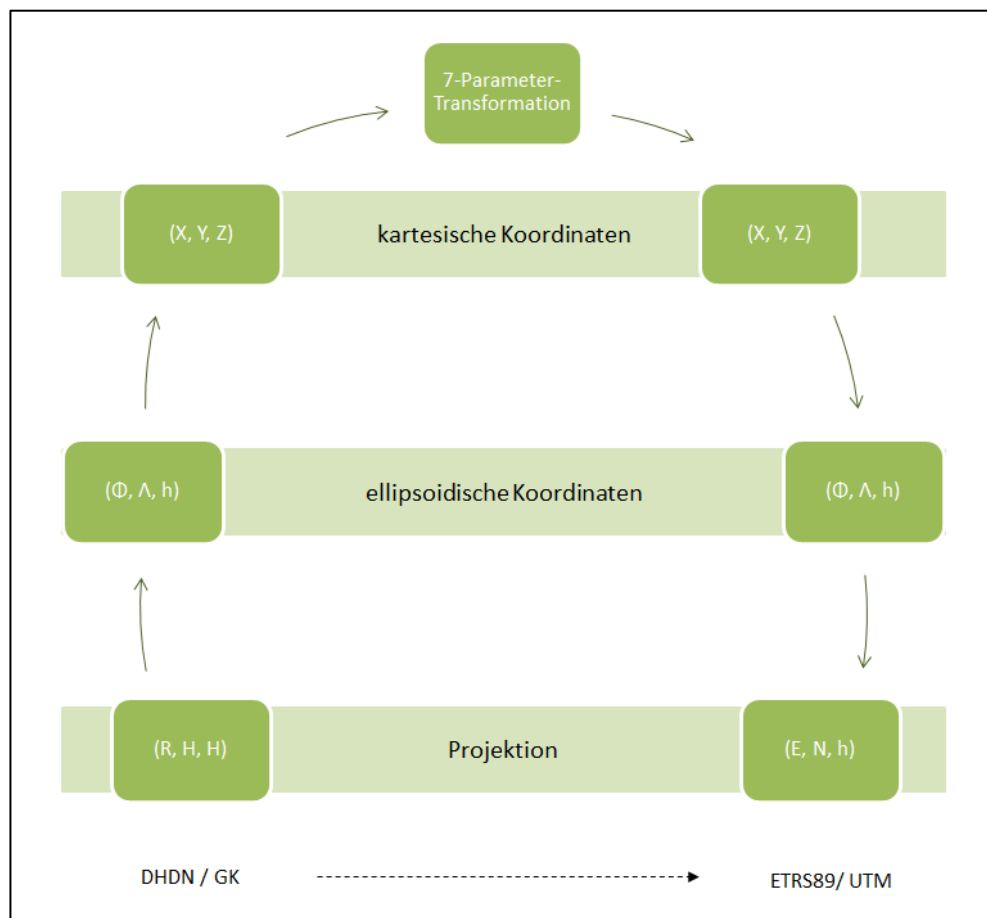 7-Parameter-
Transformation
(X, Y, Z)
kartesische Koordinaten
(X, Y, Z)
(Φ, Λ, h)
ellipsoidische Koordinaten
(Φ, Λ, h)
(R, H, H)
Projektion
(E, N, h)
DHDN / GK
ETRS89/ UTM